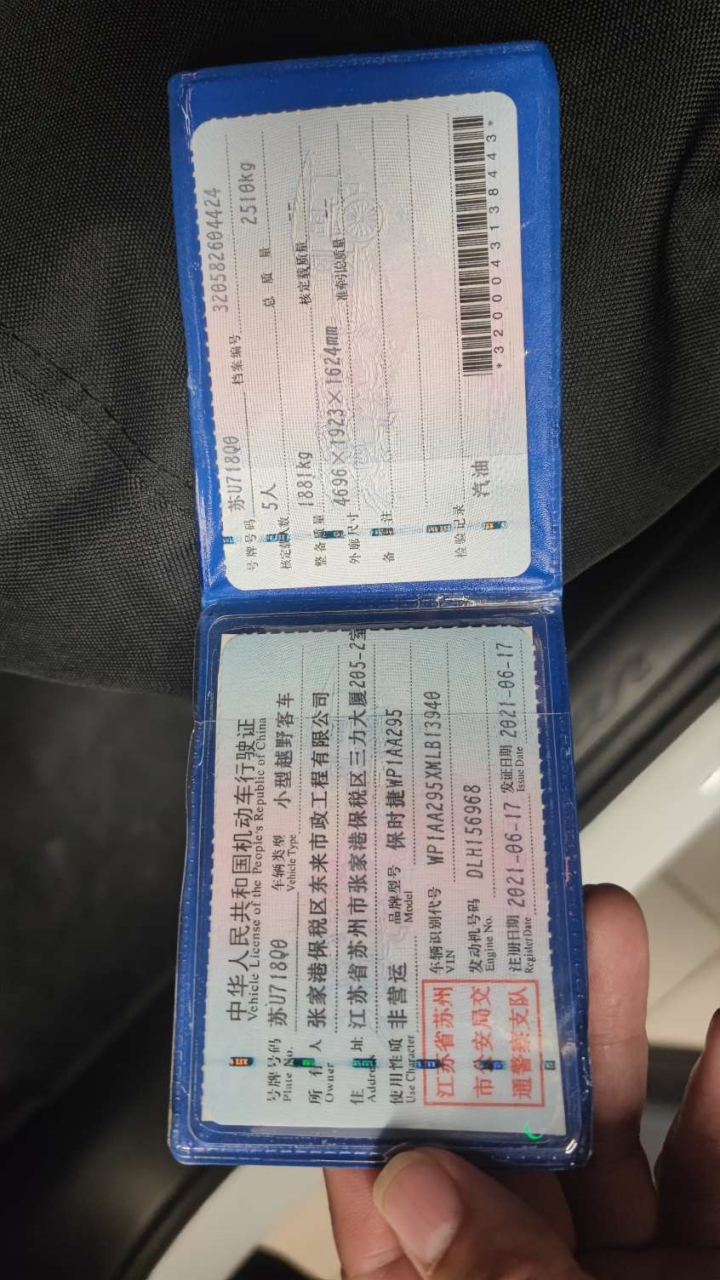 中华人民共和国机动车行驶证
Vehicle License of the People's Republic of China
号牌号码 苏U718Q0 车辆类型 小型越野客车
Plate No. Vehicle Type
所有人 张家港保税区东来市政工程有限公司
Owner
住址 江苏省苏州市张家港保税区三力大厦205-2室
Address
使用性质 非营运 品牌型号 保时捷WP1AA295
Use Character Model
江苏省苏州
市公安局交
通警察支队
车辆识别代号 WP1AA295XMLB13940
VIN
发动机号码 DLH156968
Engine No.
注册日期 2021-06-17 发证日期 2021-06-17
Register Date Issue Date
号牌号码 苏U718Q0 档案编号 320582604424
核定载人数 5人 总质量 2510kg
整备质量 1881kg 核定载质量 --
外廓尺寸 4696×1923×1624mm 准牵引总质量 --
备注
检验记录
汽油
*3200043138443*